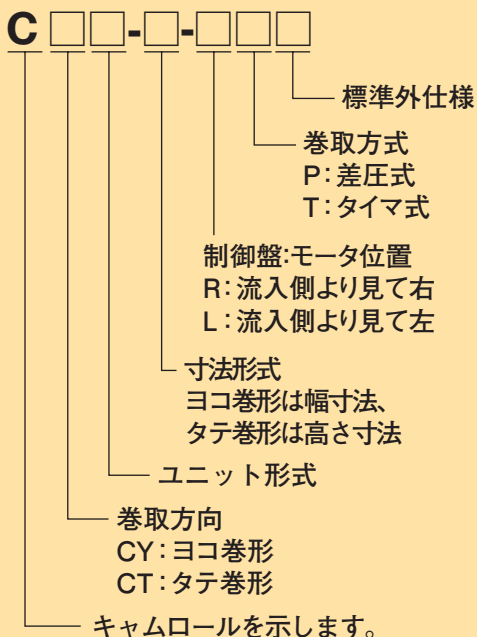 C□□-□-□□□
標準外仕様
巻取方式
P：差圧式
T：タイマ式
制御盤:モータ位置
R：流入側より見て右
L：流入側より見て左
寸法形式
ヨコ巻形は幅寸法、
タテ巻形は高さ寸法
ユニット形式
巻取方向
CY：ヨコ巻形
CT：タテ巻形
キャムロールを示します。